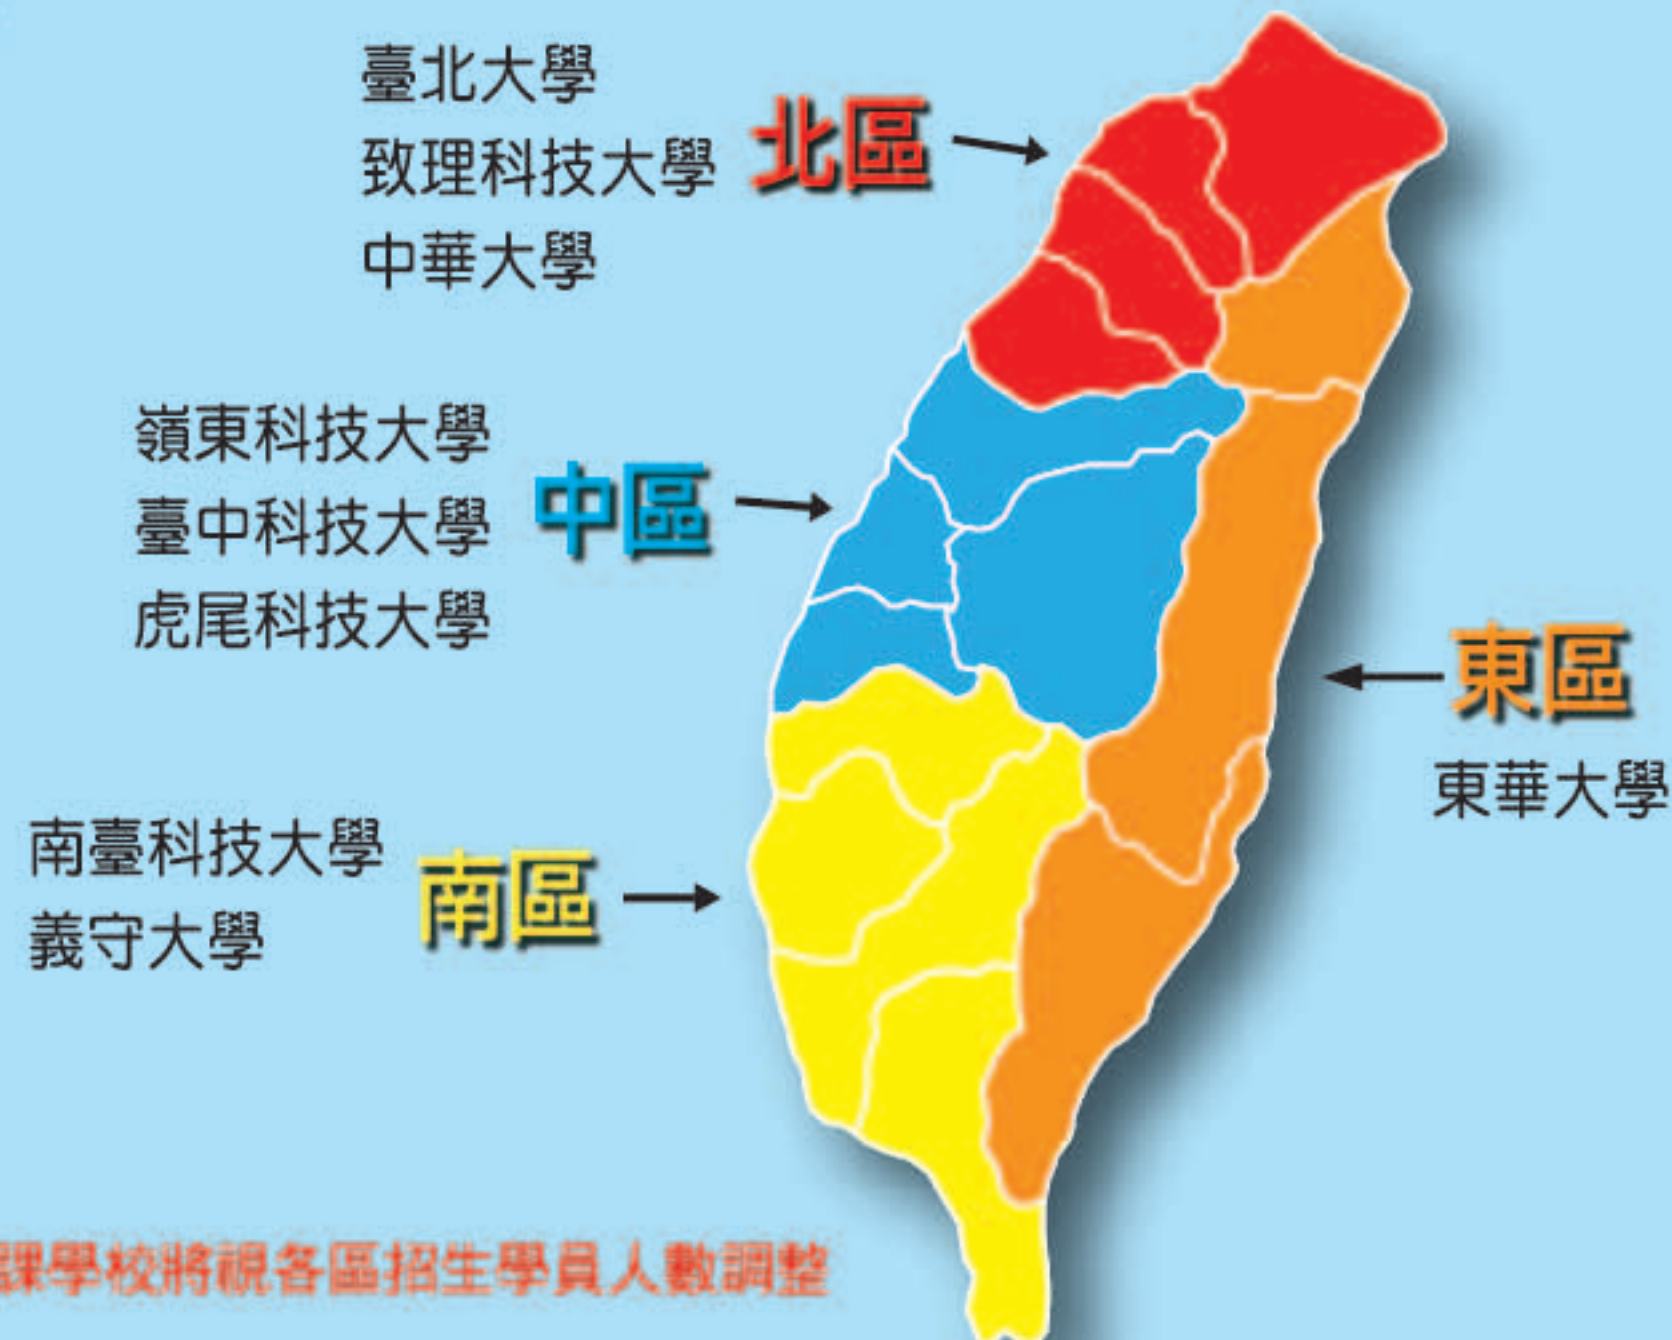 臺北大學
致理科技大學
中華大學
北區
嶺東科技大學
臺中科技大學
虎尾科技大學
中區
東區
東華大學
南臺科技大學
義守大學
南區
課學校將視各區招生學員人數調整